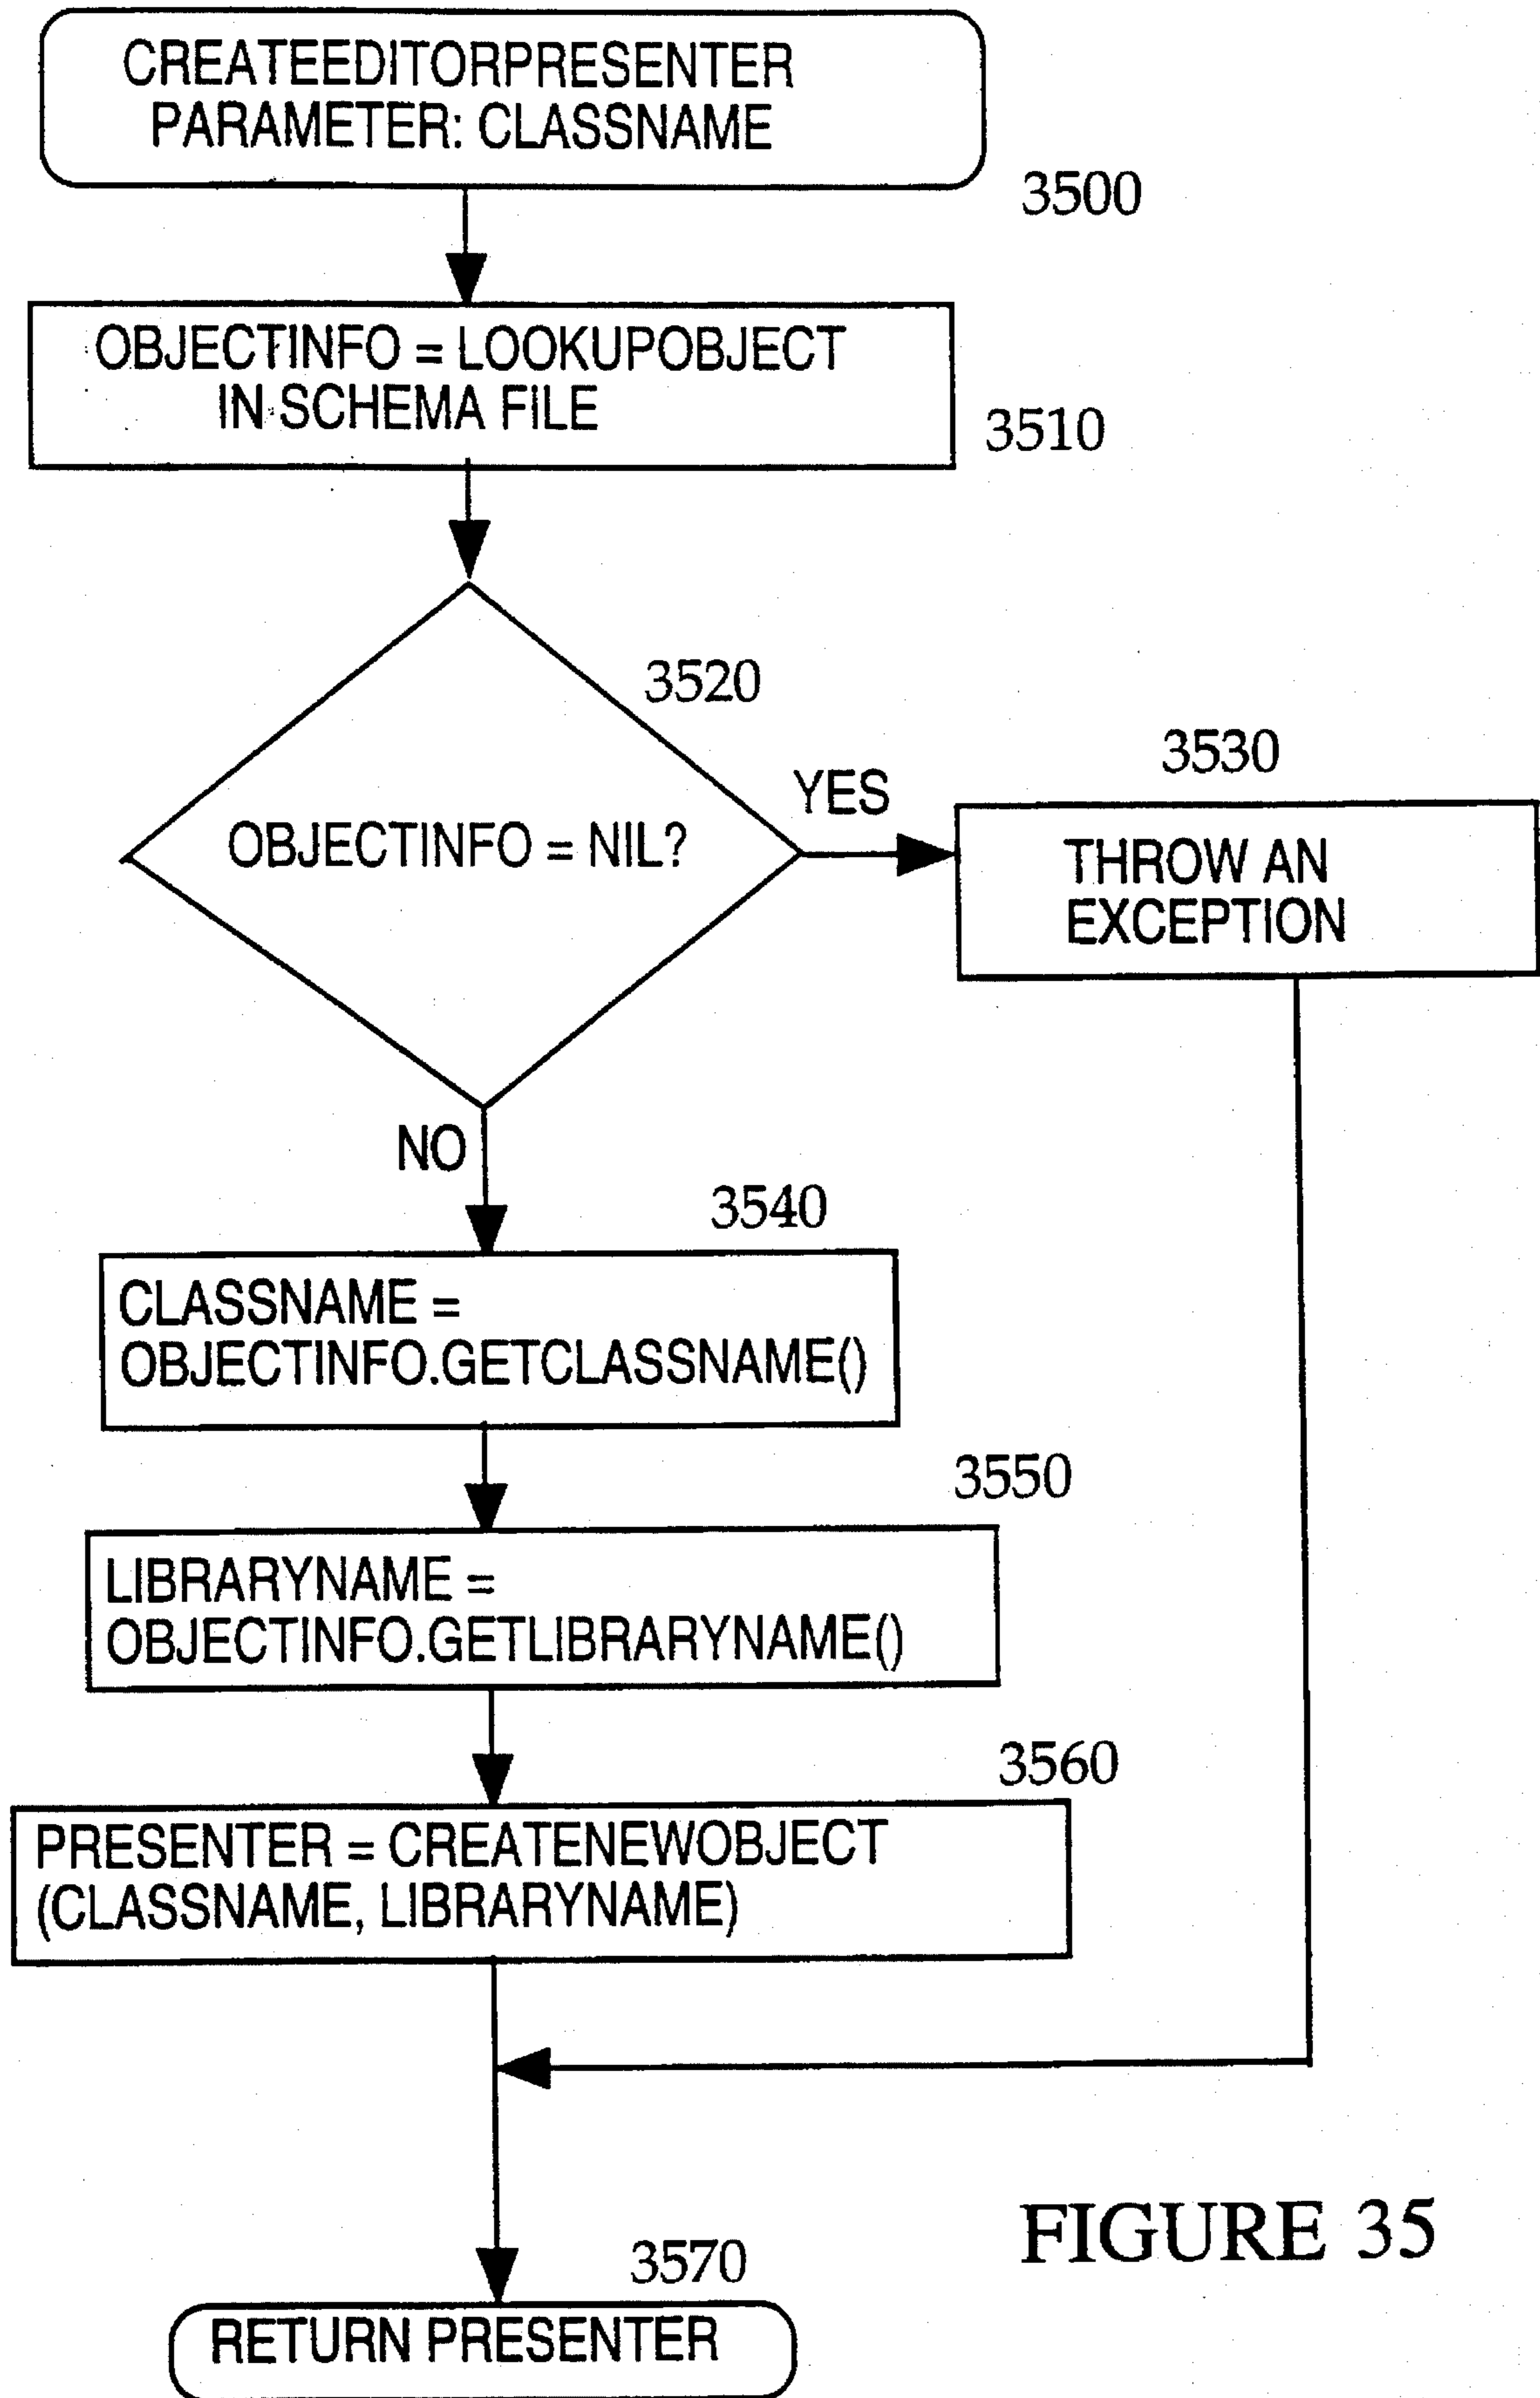 CREATEEDITORPRESENTER
PARAMETER: CLASSNAME
3500
OBJECTINFO = LOOKUPOBJECT
IN SCHEMA FILE
3510
3520
OBJECTINFO = NIL?
YES
3530
THROW AN
EXCEPTION
NO
3540
CLASSNAME =
OBJECTINFO.GETCLASSNAME()
3550
LIBRARYNAME =
OBJECTINFO.GETLIBRARYNAME()
3560
PRESENTER = CREATENEWOBJECT
(CLASSNAME, LIBRARYNAME)
3570
RETURN PRESENTER
FIGURE 35